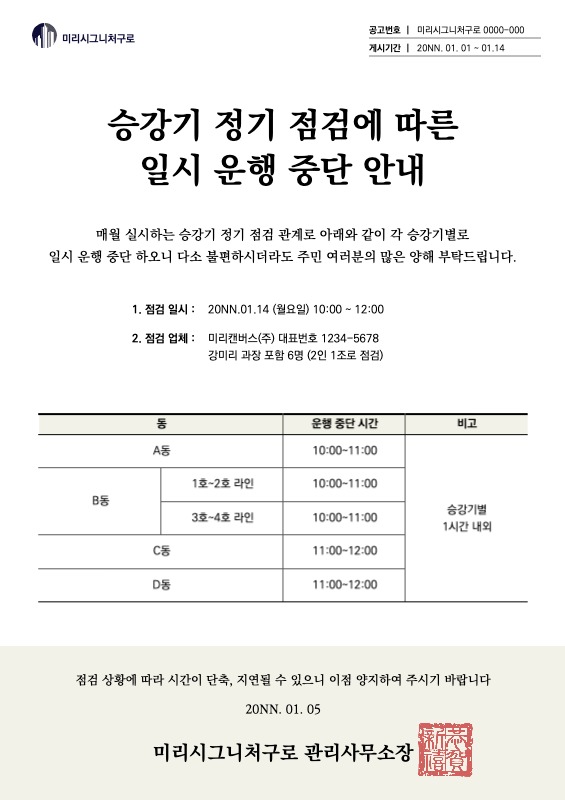 미리시그니처구로
공고번호 | 미리시그니처구로 0000-000
게시기간 | 20NN. 01. 01 ~ 01.14
승강기 정기 점검에 따른
일시 운행 중단 안내
매월 실시하는 승강기 정기 점검 관계로 아래와 같이 각 승강기별로
일시 운행 중단 하오니 다소 불편하시더라도 주민 여러분의 많은 양해 부탁드립니다.
1. 점검 일시 : 20NN.01.14 (월요일) 10:00 ~ 12:00
2. 점검 업체 : 미리캔버스(주) 대표번호 1234-5678
강미리 과장 포함 6명 (2인 1조로 점검)
동 운행 중단 시간 비고
A동 10:00~11:00
B동 1호~2호 라인 10:00~11:00
3호~4호 라인 10:00~11:00
승강기별
1시간 내외
C동 11:00~12:00
D동 11:00~12:00
점검 상황에 따라 시간이 단축, 지연될 수 있으니 이점 양지하여 주시기 바랍니다
20NN. 01. 05
미리시그니처구로 관리사무소장
恭賀
新禧